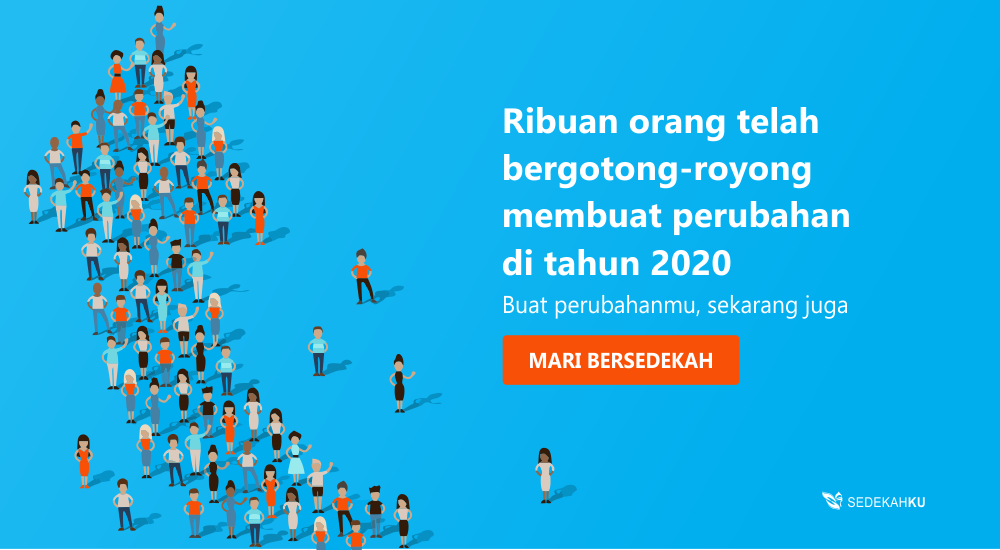 Ribuan orang telah
bergotong-royong
membuat perubahan
di tahun 2020
Buat perubahanmu, sekarang juga
MARI BERSEDEKAH
SEDEKAHKU